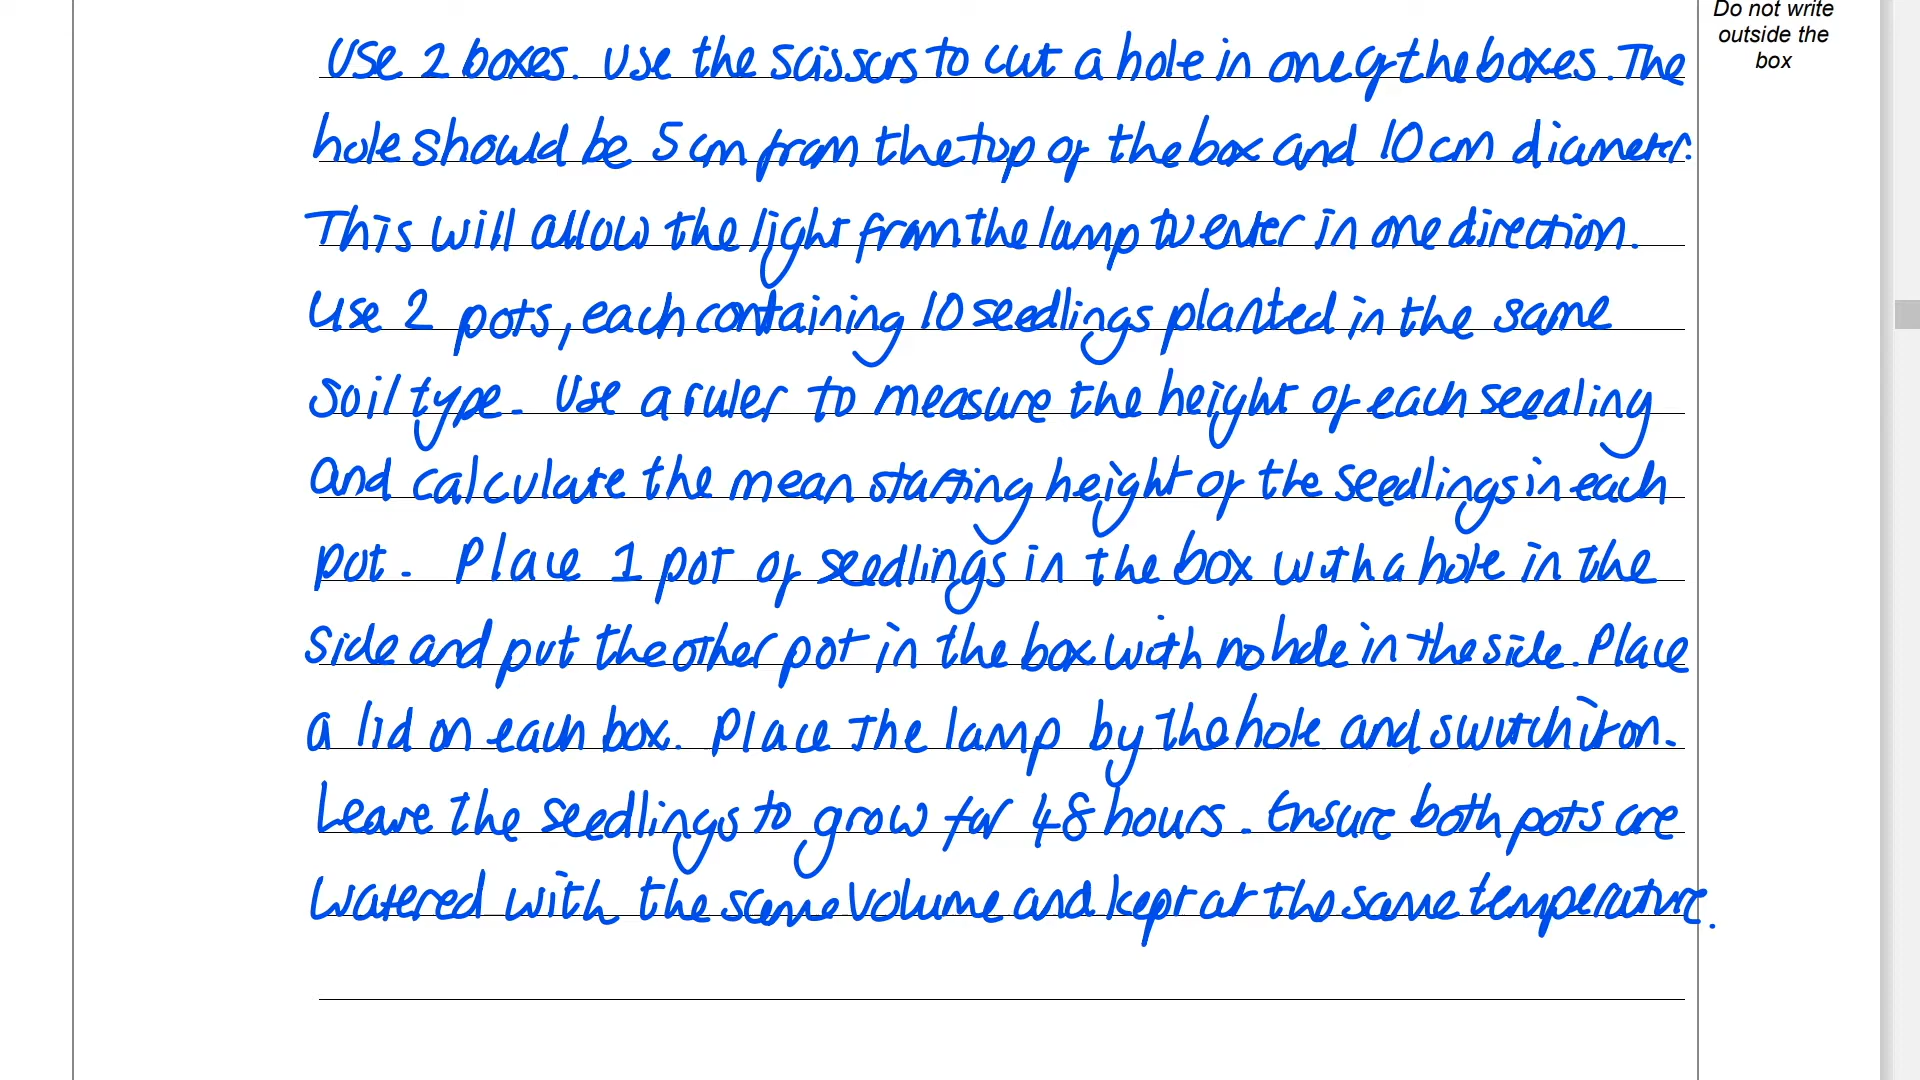 Do not write
outside the
box
Use 2 boxes. Use the scissors to cut a hole in one of the boxes. The
hole should be 5cm from the top of the box and 10cm diameter.
This will allow the light from the lamp to enter in one direction.
Use 2 pots, each containing 10 seedlings planted in the same
soil type. Use a ruler to measure the height of each seedling
and calculate the mean starting height of the seedlings in each
pot. Place 1 pot of seedlings in the box with a hole in the
side and put the other pot in the box with no hole in the side. Place
a lid on each box. Place the lamp by the hole and switch it on.
Leave the seedlings to grow for 48 hours. Ensure both pots are
watered with the same volume and kept at the same temperature.